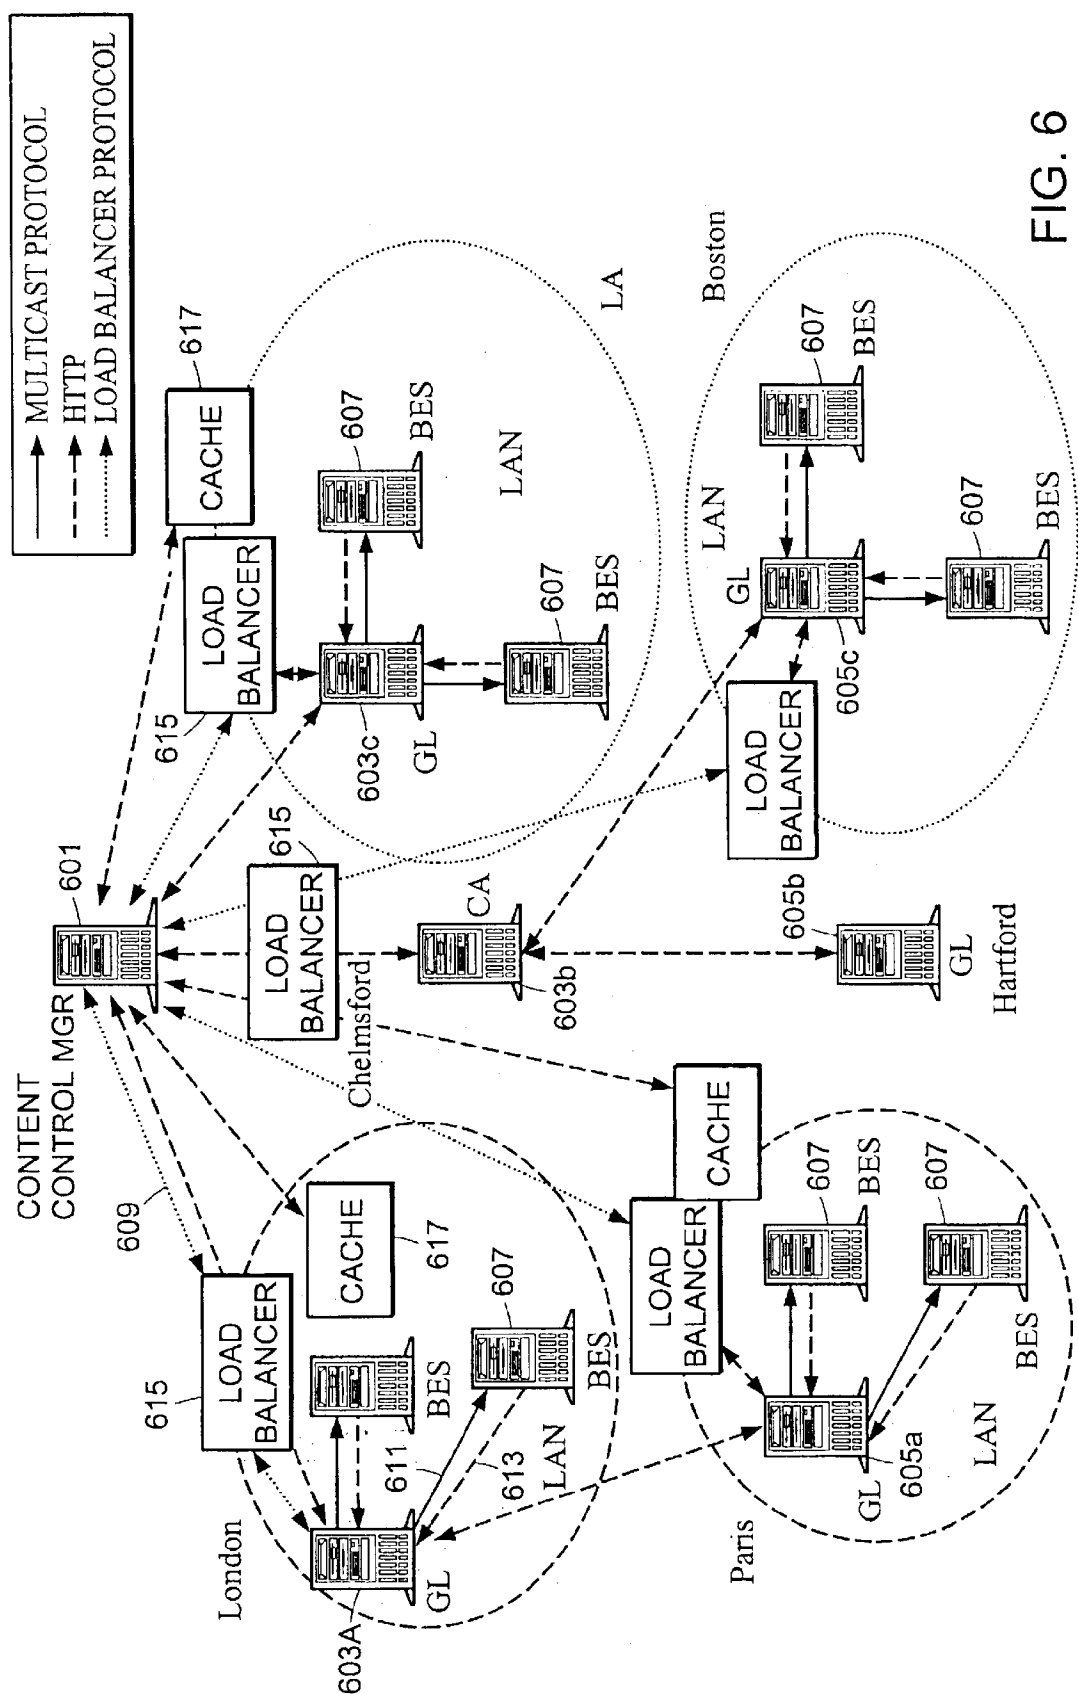 MULTICAST PROTOCOL
HTTP
LOAD BALANCER PROTOCOL
CONTENT
CONTROL MGR
601
609
615
LOAD
BALANCER
London
603A
GL
BES
611
613
LAN
607
BES
CACHE
617
Chelmsford
LOAD
BALANCER
615
CA
603b
615
LOAD
BALANCER
CACHE
617
603c
GL
607
BES
607
BES
LAN
LA
Paris
LOAD
BALANCER
CACHE
GL
605a
LAN
607
BES
607
BES
605b
GL
Hartford
LOAD
BALANCER
605c
GL
LAN
607
BES
607
BES
Boston
FIG. 6